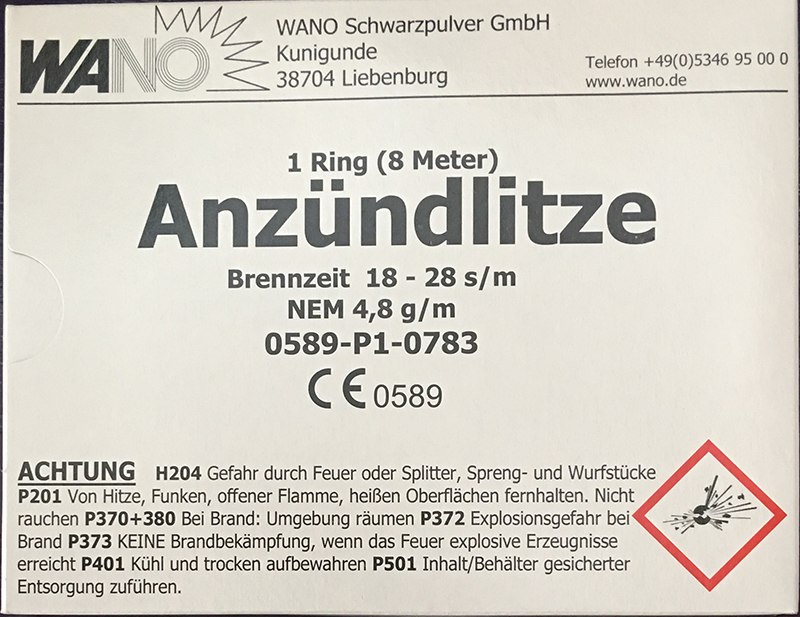 WANO
WANO Schwarzpulver GmbH
Kunigunde
38704 Liebenburg
Telefon +49(0)5346 95 00 0
www.wano.de
1 Ring (8 Meter)
Anzündlitze
Brennzeit 18 - 28 s/m
NEM 4,8 g/m
0589-P1-0783
CE 0589
ACHTUNG H204 Gefahr durch Feuer oder Splitter, Spreng- und Wurfstücke
P201 Von Hitze, Funken, offener Flamme, heißen Oberflächen fernhalten. Nicht
rauchen P370+380 Bei Brand: Umgebung räumen P372 Explosionsgefahr bei
Brand P373 KEINE Brandbekämpfung, wenn das Feuer explosive Erzeugnisse
erreicht P401 Kühl und trocken aufbewahren P501 Inhalt/Behälter gesicherter
Entsorgung zuführen.